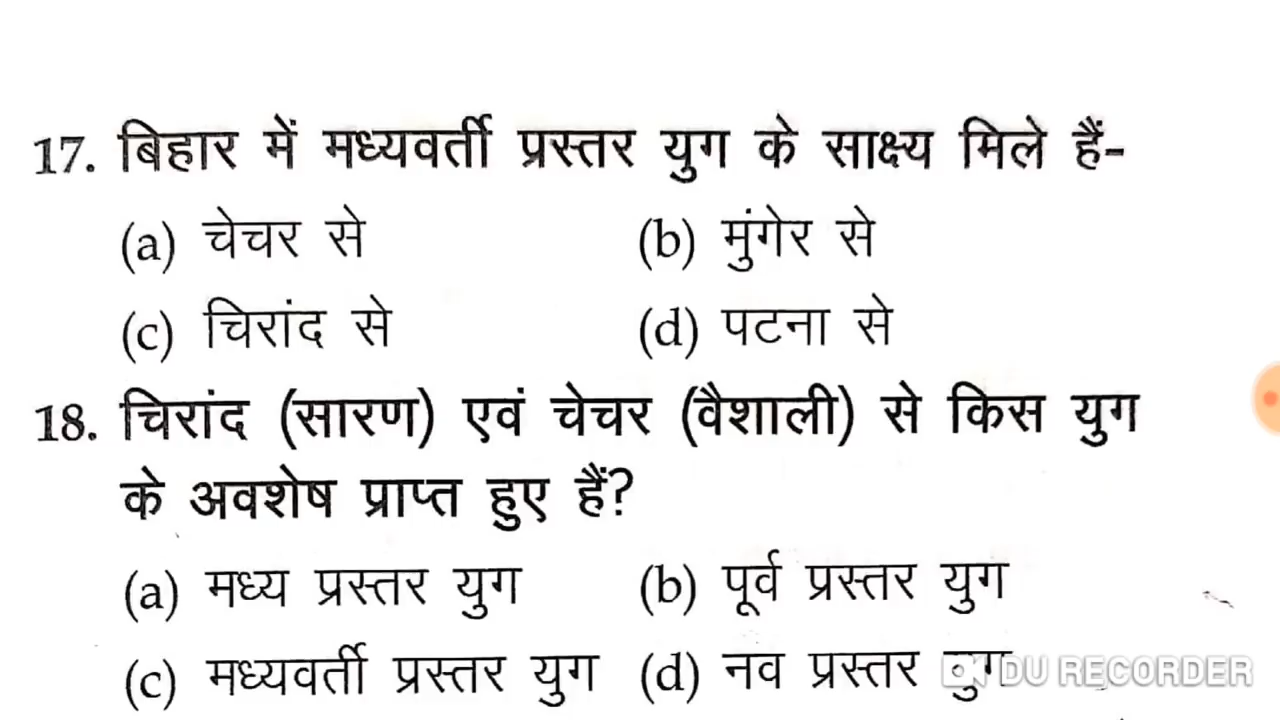 17. बिहार में मध्यवर्ती प्रस्तर युग के साक्ष्य मिले हैं-
(a) चेचर से (b) मुंगेर से
(c) चिरांद से (d) पटना से
18. चिरांद (सारण) एवं चेचर (वैशाली) से किस युग
के अवशेष प्राप्त हुए हैं?
(a) मध्य प्रस्तर युग (b) पूर्व प्रस्तर युग
(c) मध्यवर्ती प्रस्तर युग (d) नव प्रस्तर युग
DU RECORDER